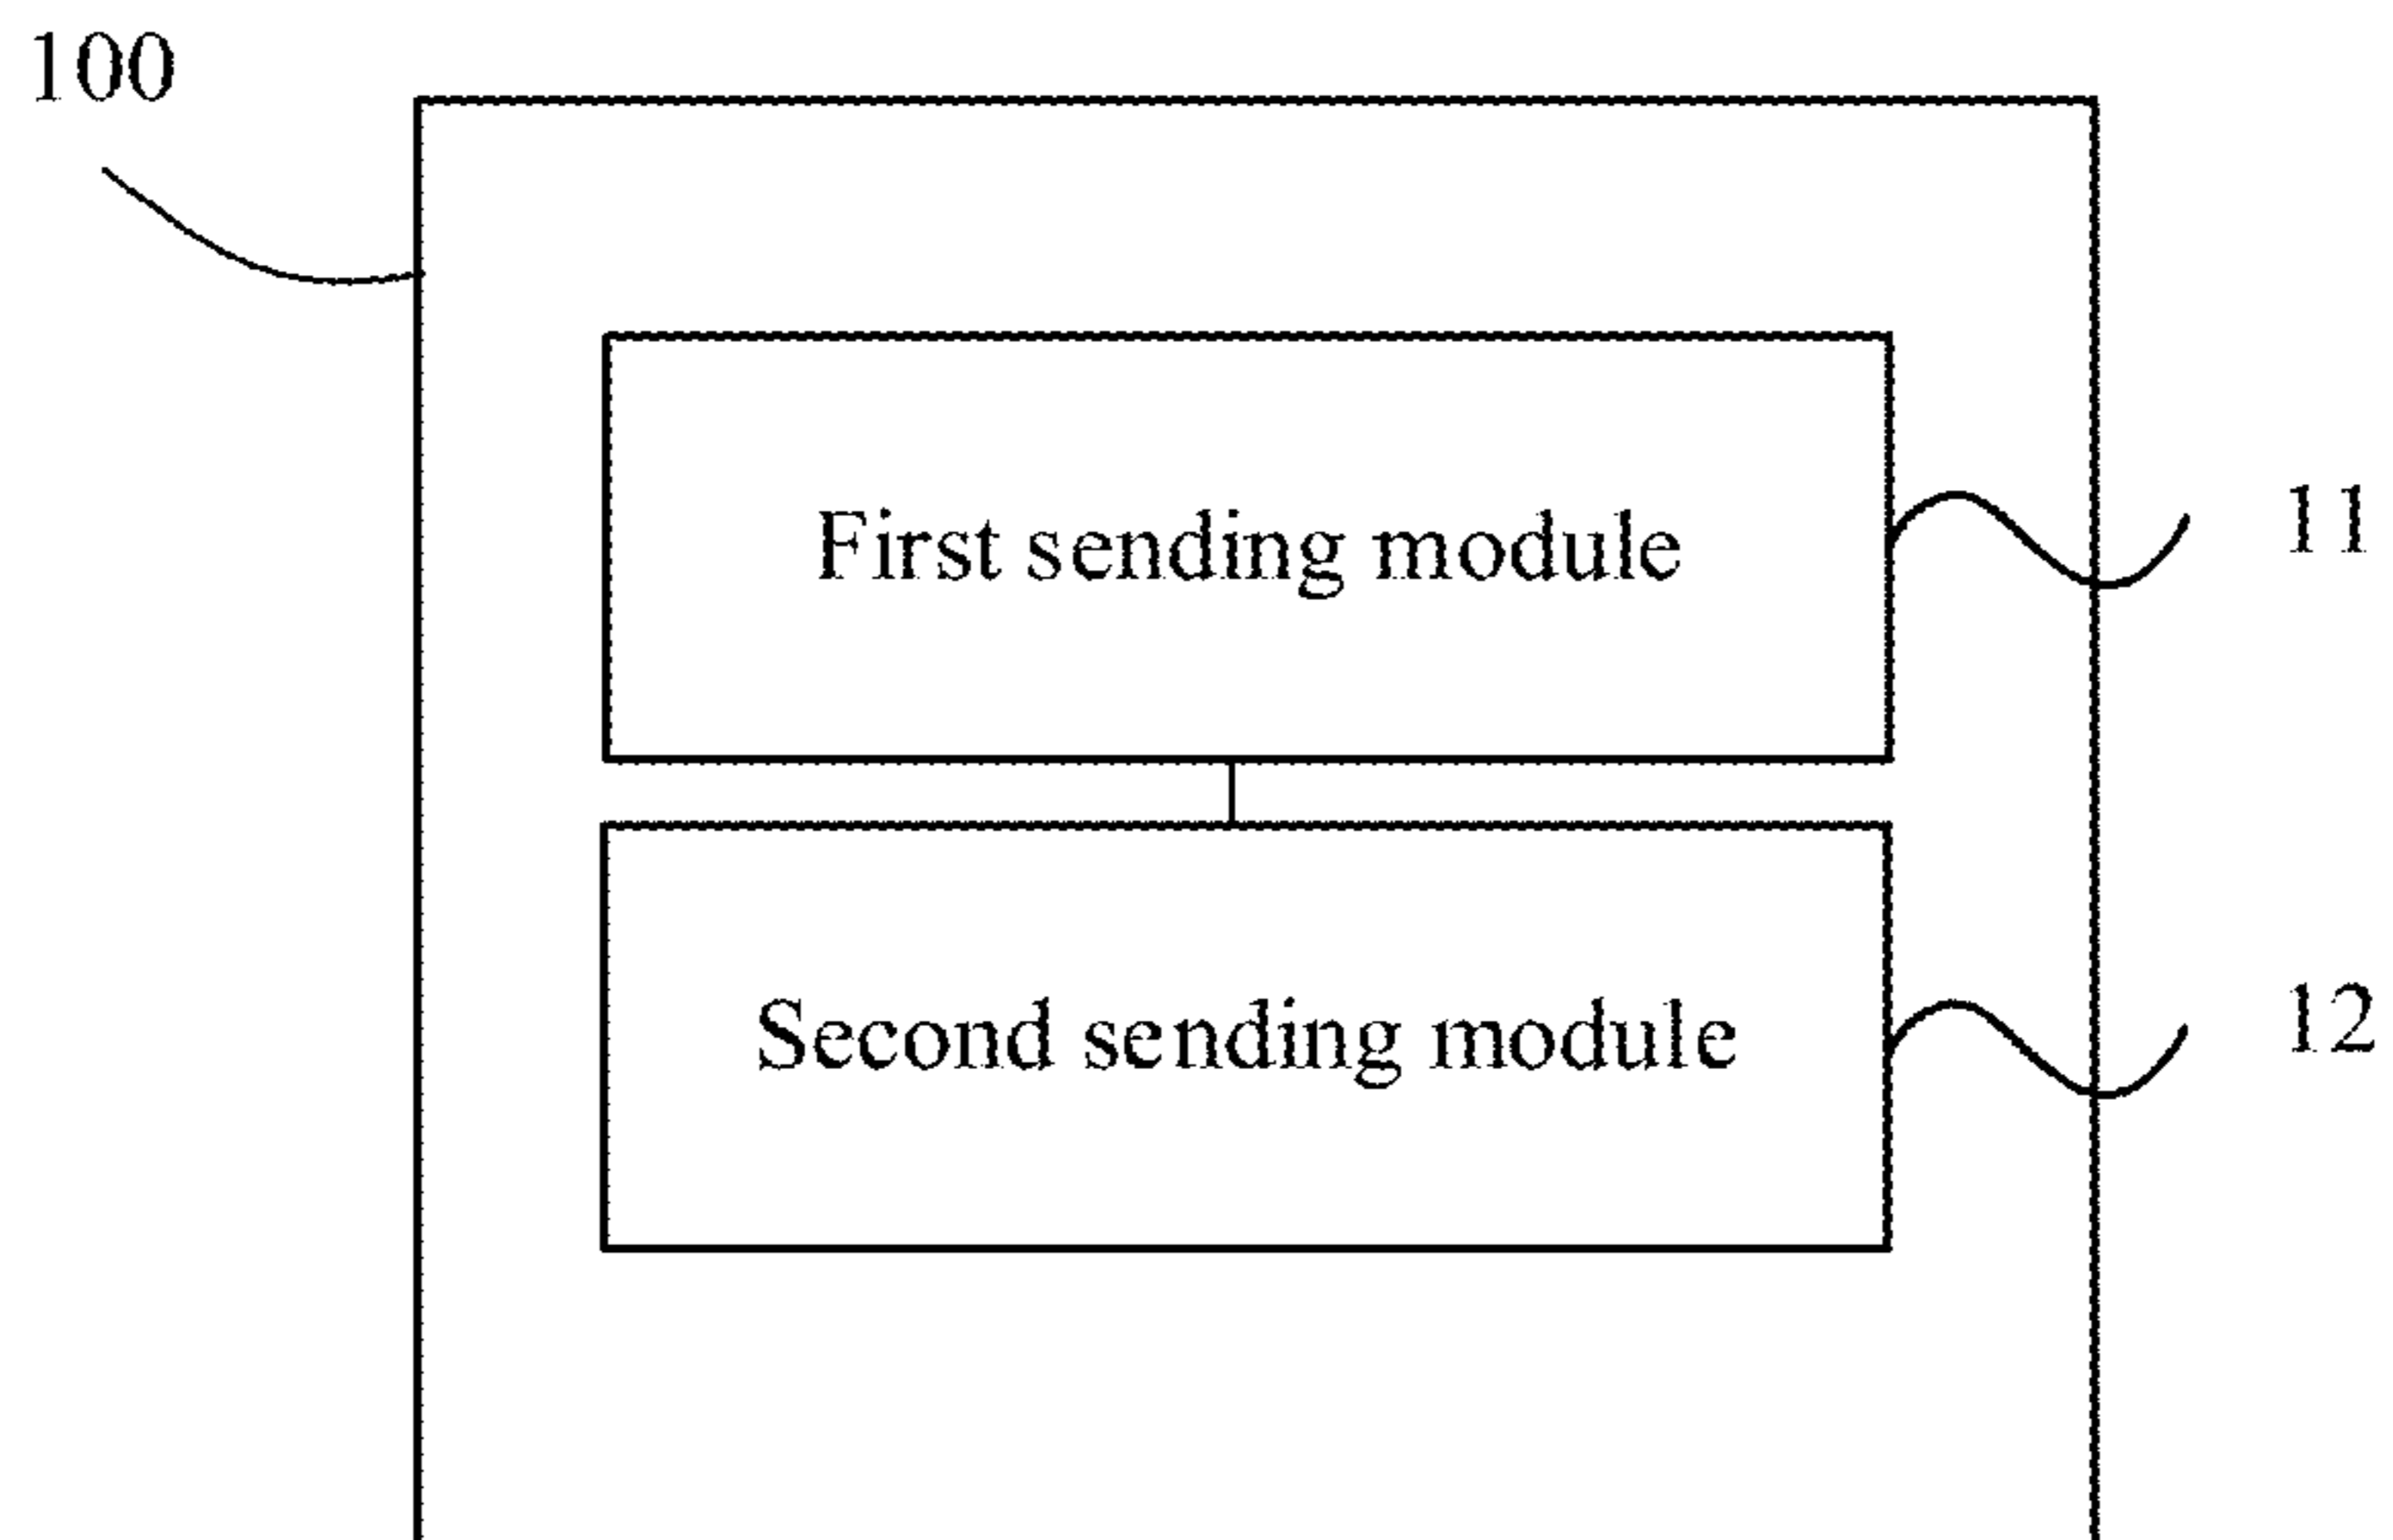 100
First sending module
11
Second sending module
12